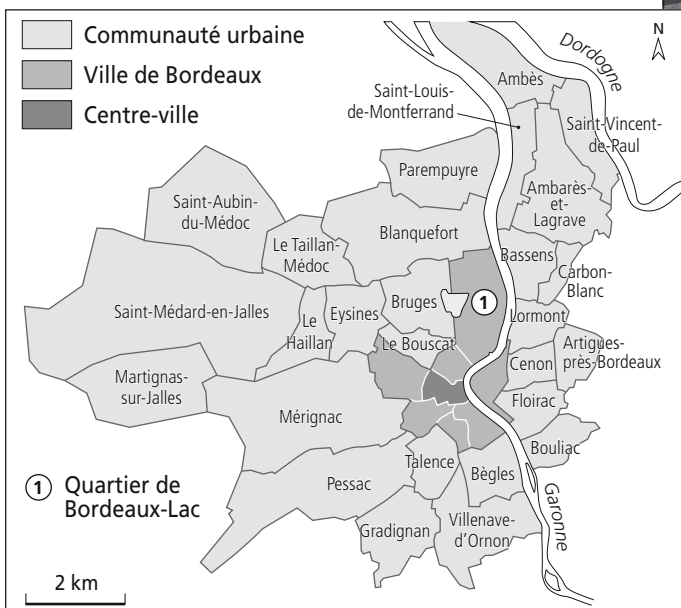 Communauté urbaine
Ville de Bordeaux
Centre-ville
N
Dordogne
Ambès
Saint-Louis-
de-Montferrand
Saint-Vincent-
de-Paul
Parempuyre
Ambarès-
et-
Lagrave
Saint-Aubin-
du-Médoc
Le Taillan-
Médoc
Blanquefort
Bassens
Carbon-
Blanc
Saint-Médard-en-Jalles
Le
Haillan
Eysines
Bruges
1
Lormont
Le Bouscat
Artigues-
près-Bordeaux
Cenon
Martignas-
sur-Jalles
Mérignac
Floirac
Bouliac
Talence
Bègles
Pessac
1 Quartier de
Bordeaux-Lac
Gradignan
Villenave-
d'Ornon
Garonne
2 km